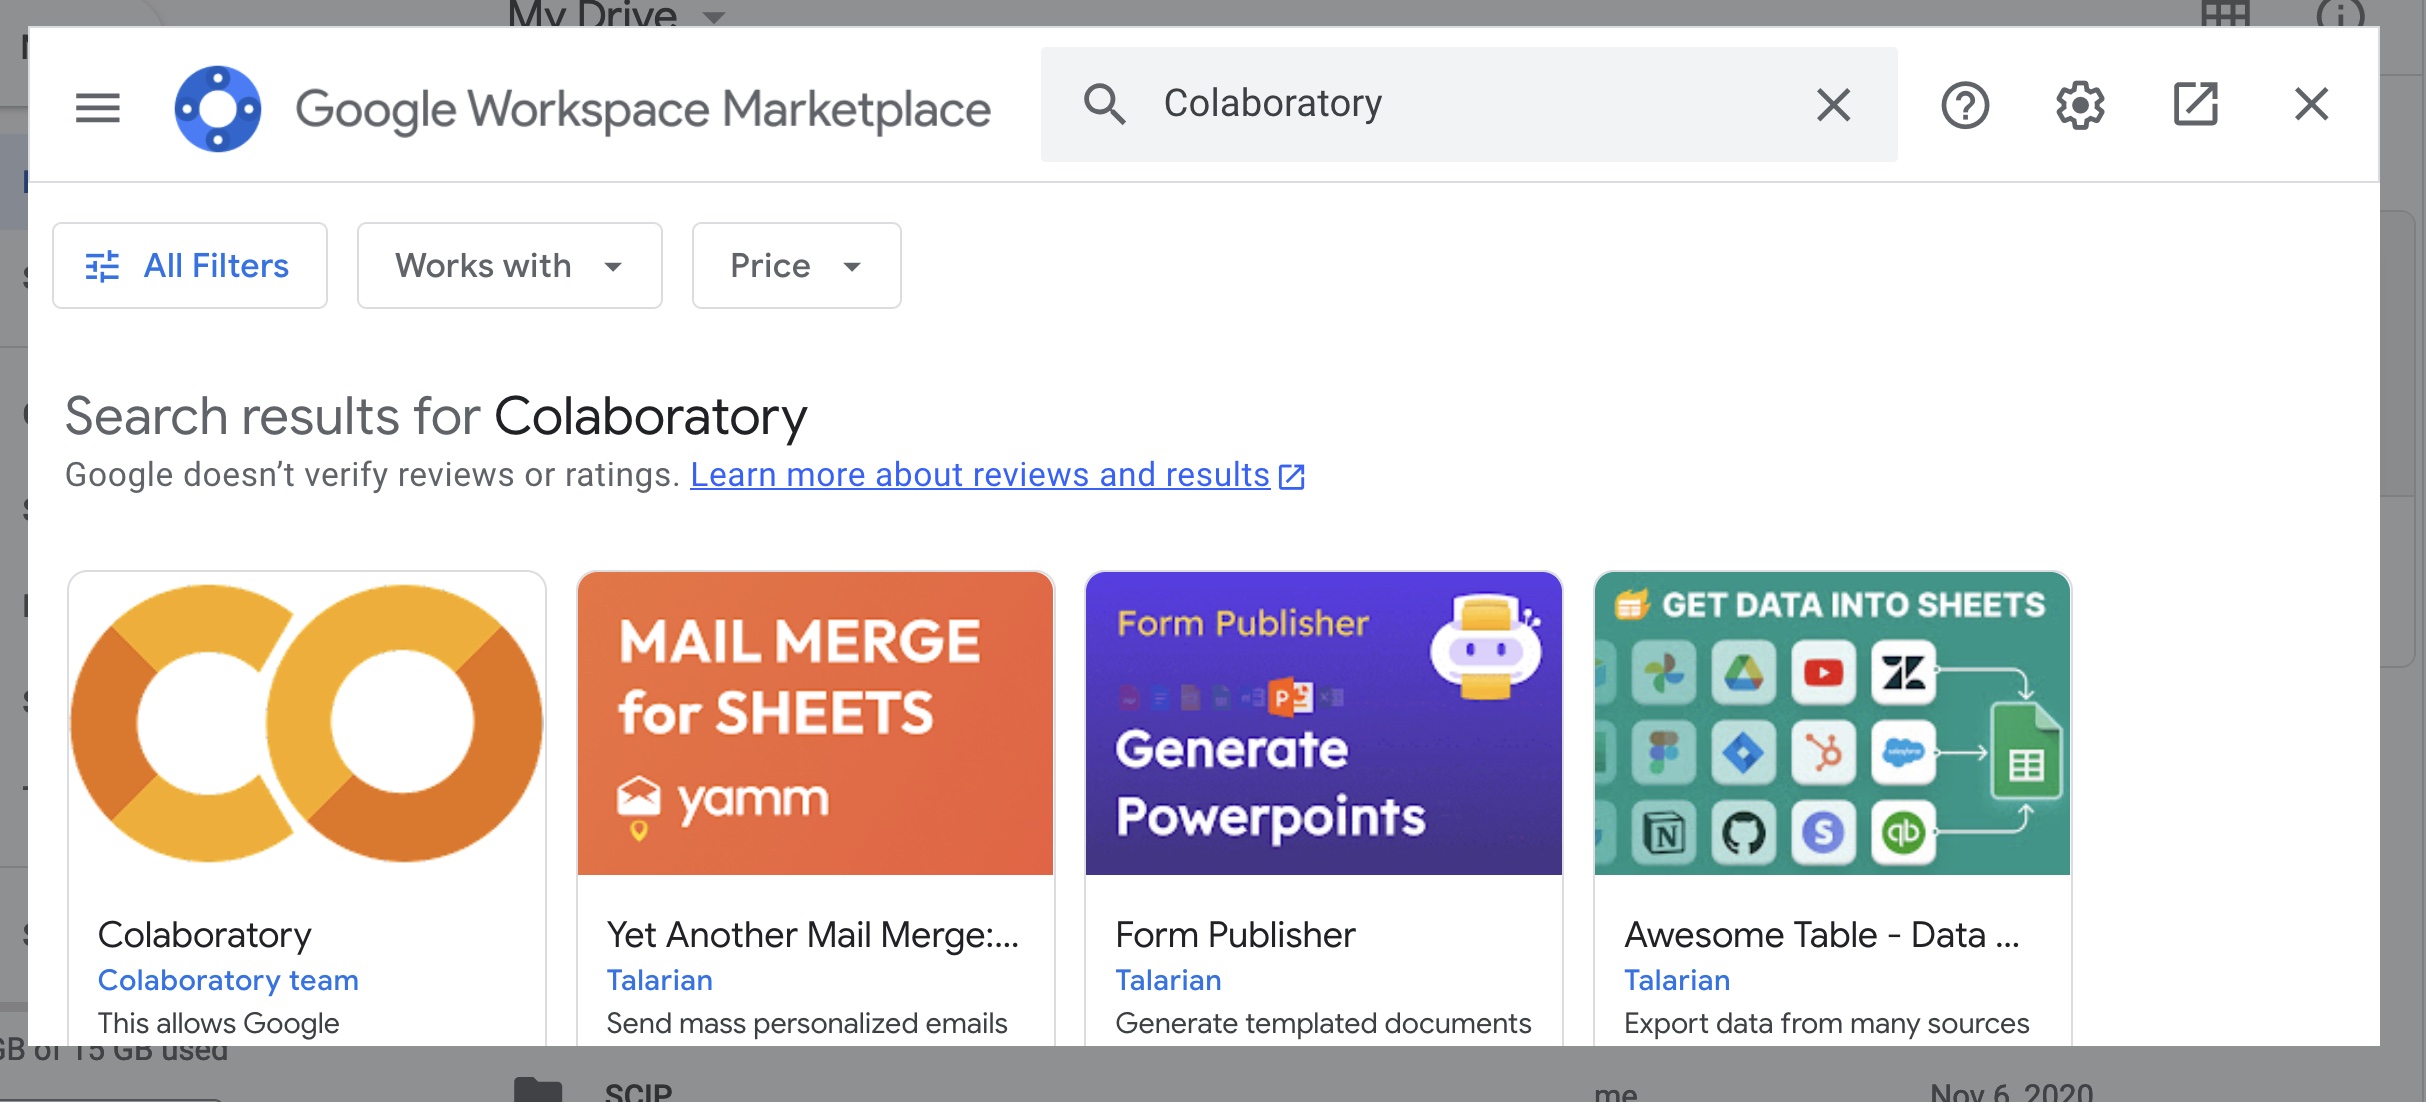 My Drive
Google Workspace Marketplace
Colaboratory
All Filters
Works with
Price
Search results for Colaboratory
Google doesn’t verify reviews or ratings. Learn more about reviews and results
MAIL MERGE
for SHEETS
yamm
Form Publisher
Generate
Powerpoints
GET DATA INTO SHEETS
Colaboratory
Colaboratory team
This allows Google
Yet Another Mail Merge:...
Talarian
Send mass personalized emails
Form Publisher
Talarian
Generate templated documents
Awesome Table - Data ...
Talarian
Export data from many sources
GB of 15 GB used
SCIP
me
Nov 6, 2020